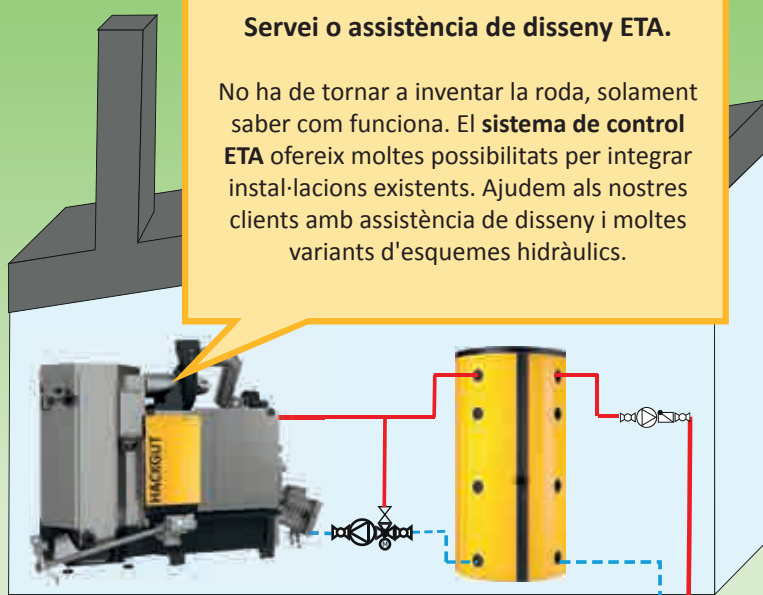 Servei o assistència de disseny ETA.
No ha de tornar a inventar la roda, solament
saber com funciona. El sistema de control
ETA ofereix moltes possibilitats per integrar
instal·lacions existents. Ajudem als nostres
clients amb assistència de disseny i moltes
variants d'esquemes hidràulics.
HACKGUT
M